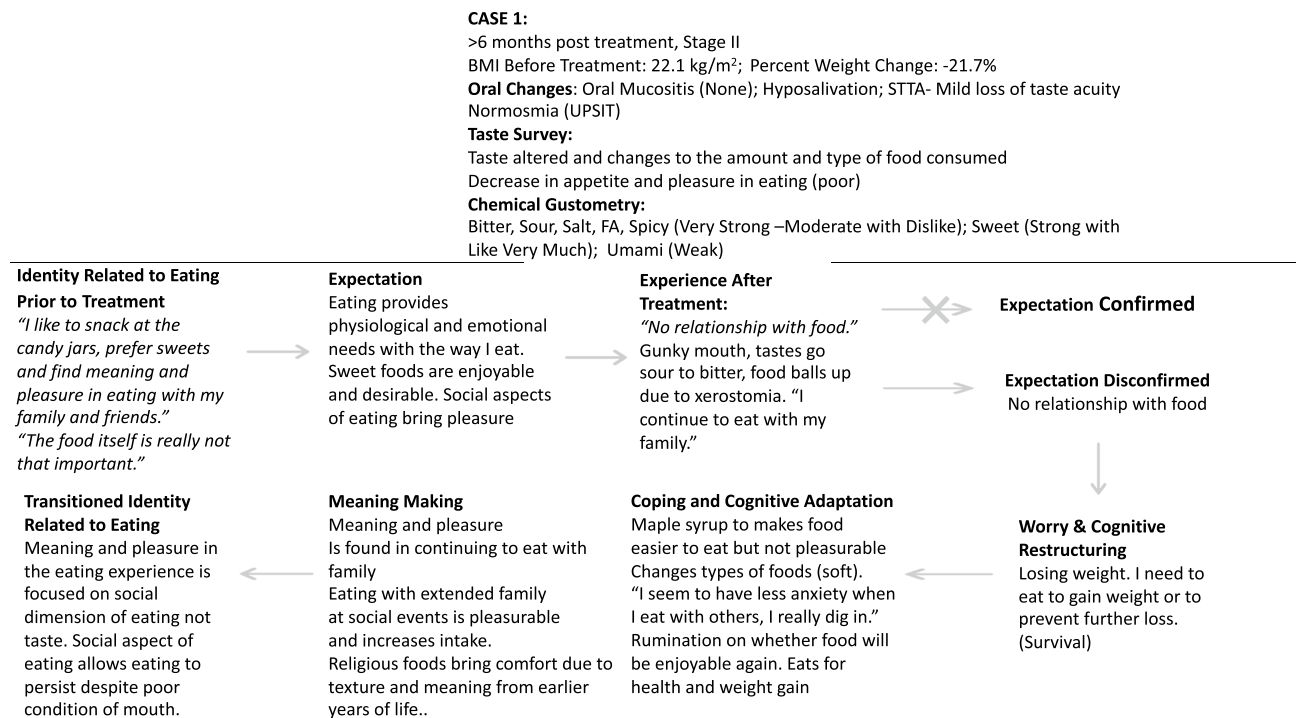 CASE 1:
>6 months post treatment, Stage II
BMI Before Treatment: 22.1 kg/m²; Percent Weight Change: -21.7%
Oral Changes: Oral Mucositis (None); Hyposalivation; STTA- Mild loss of taste acuity
Normosmia (UPSIT)
Taste Survey:
Taste altered and changes to the amount and type of food consumed
Decrease in appetite and pleasure in eating (poor)
Chemical Gustometry:
Bitter, Sour, Salt, FA, Spicy (Very Strong –Moderate with Dislike); Sweet (Strong with
Like Very Much); Umami (Weak)
Identity Related to Eating
Prior to Treatment
“I like to snack at the
candy jars, prefer sweets
and find meaning and
pleasure in eating with my
family and friends.”
“The food itself is really not
that important.”
Expectation
Eating provides
physiological and emotional
needs with the way I eat.
Sweet foods are enjoyable
and desirable. Social aspects
of eating bring pleasure
Experience After
Treatment:
“No relationship with food.”
Gunky mouth, tastes go
sour to bitter, food balls up
due to xerostomia. “I
continue to eat with my
family.”
Expectation Confirmed
Expectation Disconfirmed
No relationship with food
Worry & Cognitive
Restructuring
Losing weight. I need to
eat to gain weight or to
prevent further loss.
(Survival)
Coping and Cognitive Adaptation
Maple syrup to makes food
easier to eat but not pleasurable
Changes types of foods (soft).
“I seem to have less anxiety when
I eat with others, I really dig in.”
Rumination on whether food will
be enjoyable again. Eats for
health and weight gain
Meaning Making
Meaning and pleasure
Is found in continuing to eat with
family
Eating with extended family
at social events is pleasurable
and increases intake.
Religious foods bring comfort due to
texture and meaning from earlier
years of life..
Transitioned Identity
Related to Eating
Meaning and pleasure in
the eating experience is
focused on social
dimension of eating not
taste. Social aspect of
eating allows eating to
persist despite poor
condition of mouth.